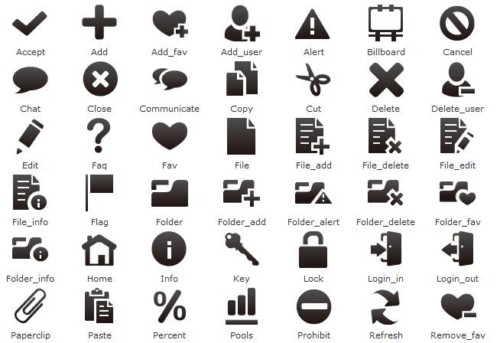 Accept Add Add_fav Add_user Alert Billboard Cancel
Chat Close Communicate Copy Cut Delete Delete_user
Edit Faq Fav File File_add File_delete File_edit
File_info Flag Folder Folder_add Folder_alert Folder_delete Folder_fav
Folder_info Home Info Key Lock Login_in Login_out
Paperclip Paste Percent Pools Prohibit Refresh Remove_fav